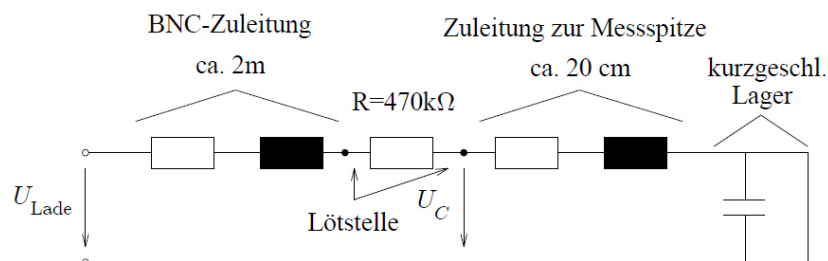 BNC-Zuleitung
ca. 2m
Zuleitung zur Messspitze
ca. 20 cm
kurzgeschl.
Lager
R=470kΩ
U_Lade
Lötstelle
U_C